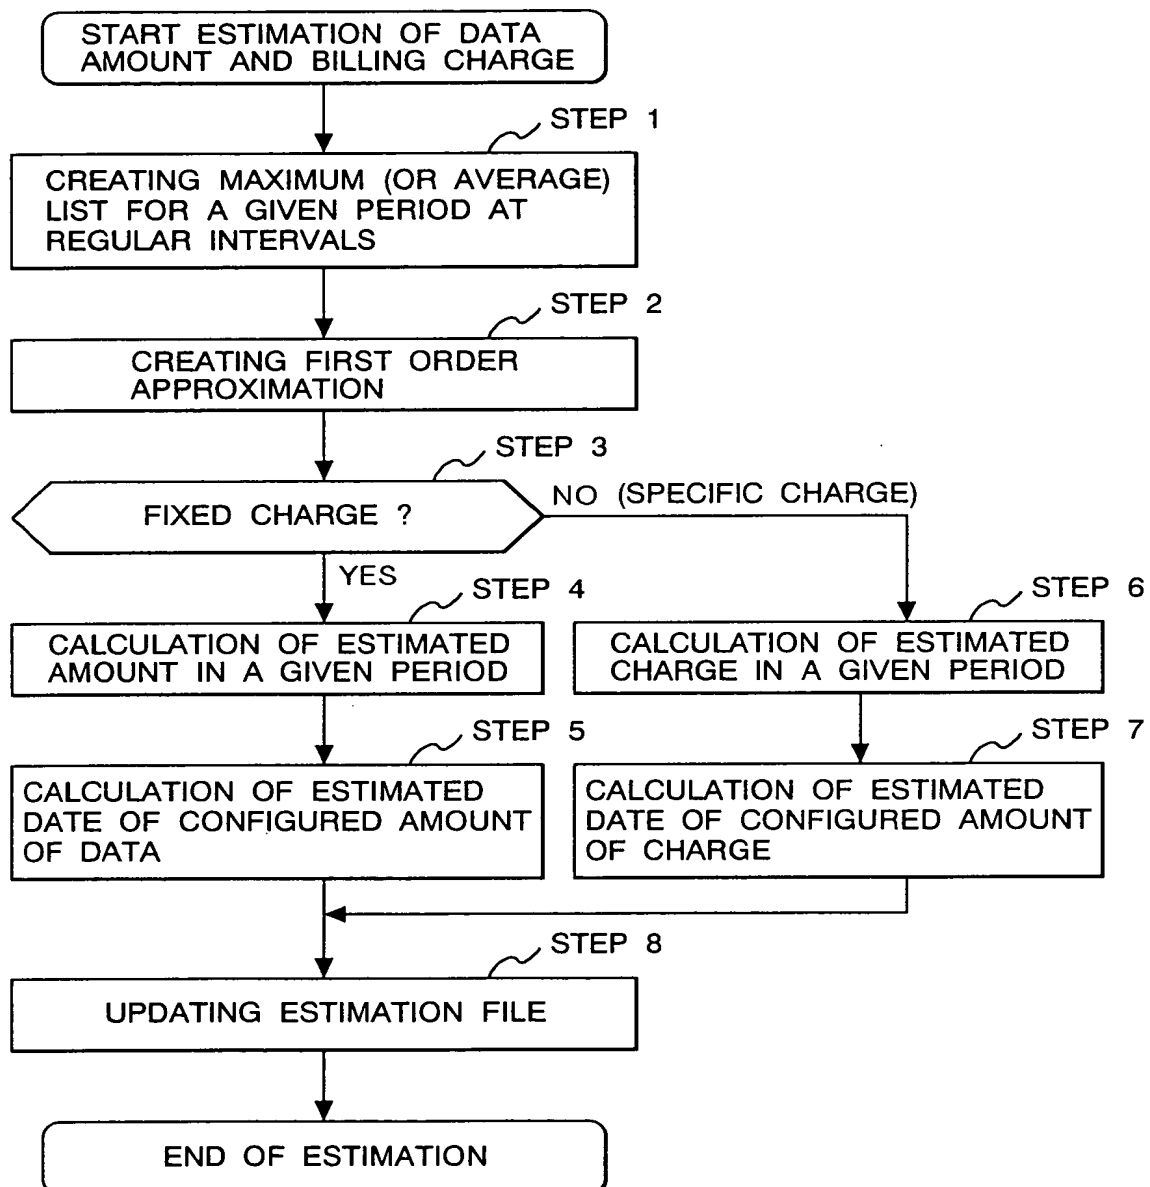 START ESTIMATION OF DATA
AMOUNT AND BILLING CHARGE
STEP 1
CREATING MAXIMUM (OR AVERAGE)
LIST FOR A GIVEN PERIOD AT
REGULAR INTERVALS
STEP 2
CREATING FIRST ORDER
APPROXIMATION
STEP 3
FIXED CHARGE ?
NO (SPECIFIC CHARGE)
YES
STEP 4
CALCULATION OF ESTIMATED
AMOUNT IN A GIVEN PERIOD
STEP 6
CALCULATION OF ESTIMATED
CHARGE IN A GIVEN PERIOD
STEP 5
CALCULATION OF ESTIMATED
DATE OF CONFIGURED AMOUNT
OF DATA
STEP 7
CALCULATION OF ESTIMATED
DATE OF CONFIGURED AMOUNT
OF CHARGE
STEP 8
UPDATING ESTIMATION FILE
END OF ESTIMATION